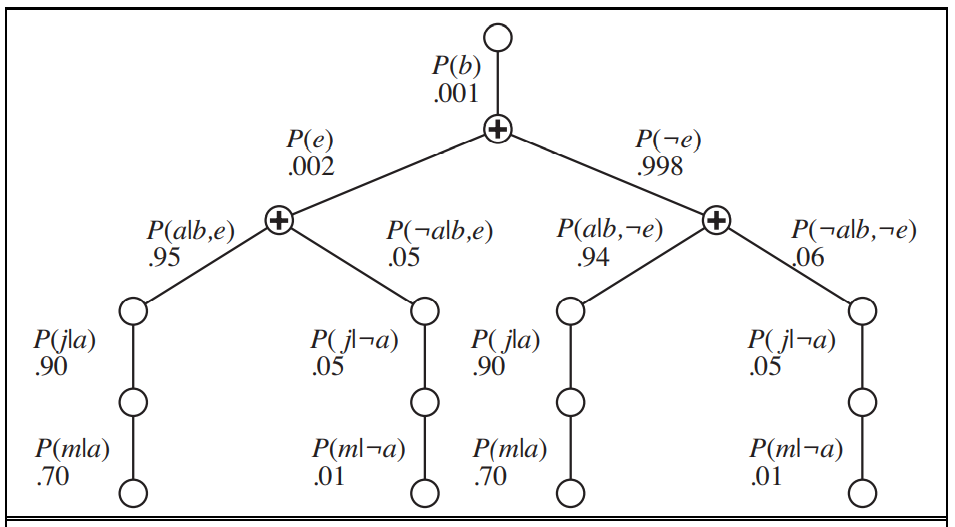 P(b)
.001
P(e)
.002
P(¬e)
.998
P(a|b,e)
.95
P(¬a|b,e)
.05
P(a|b,¬e)
.94
P(¬a|b,¬e)
.06
P(j|a)
.90
P(j|¬a)
.05
P(j|a)
.90
P(j|¬a)
.05
P(m|a)
.70
P(m|¬a)
.01
P(m|a)
.70
P(m|¬a)
.01